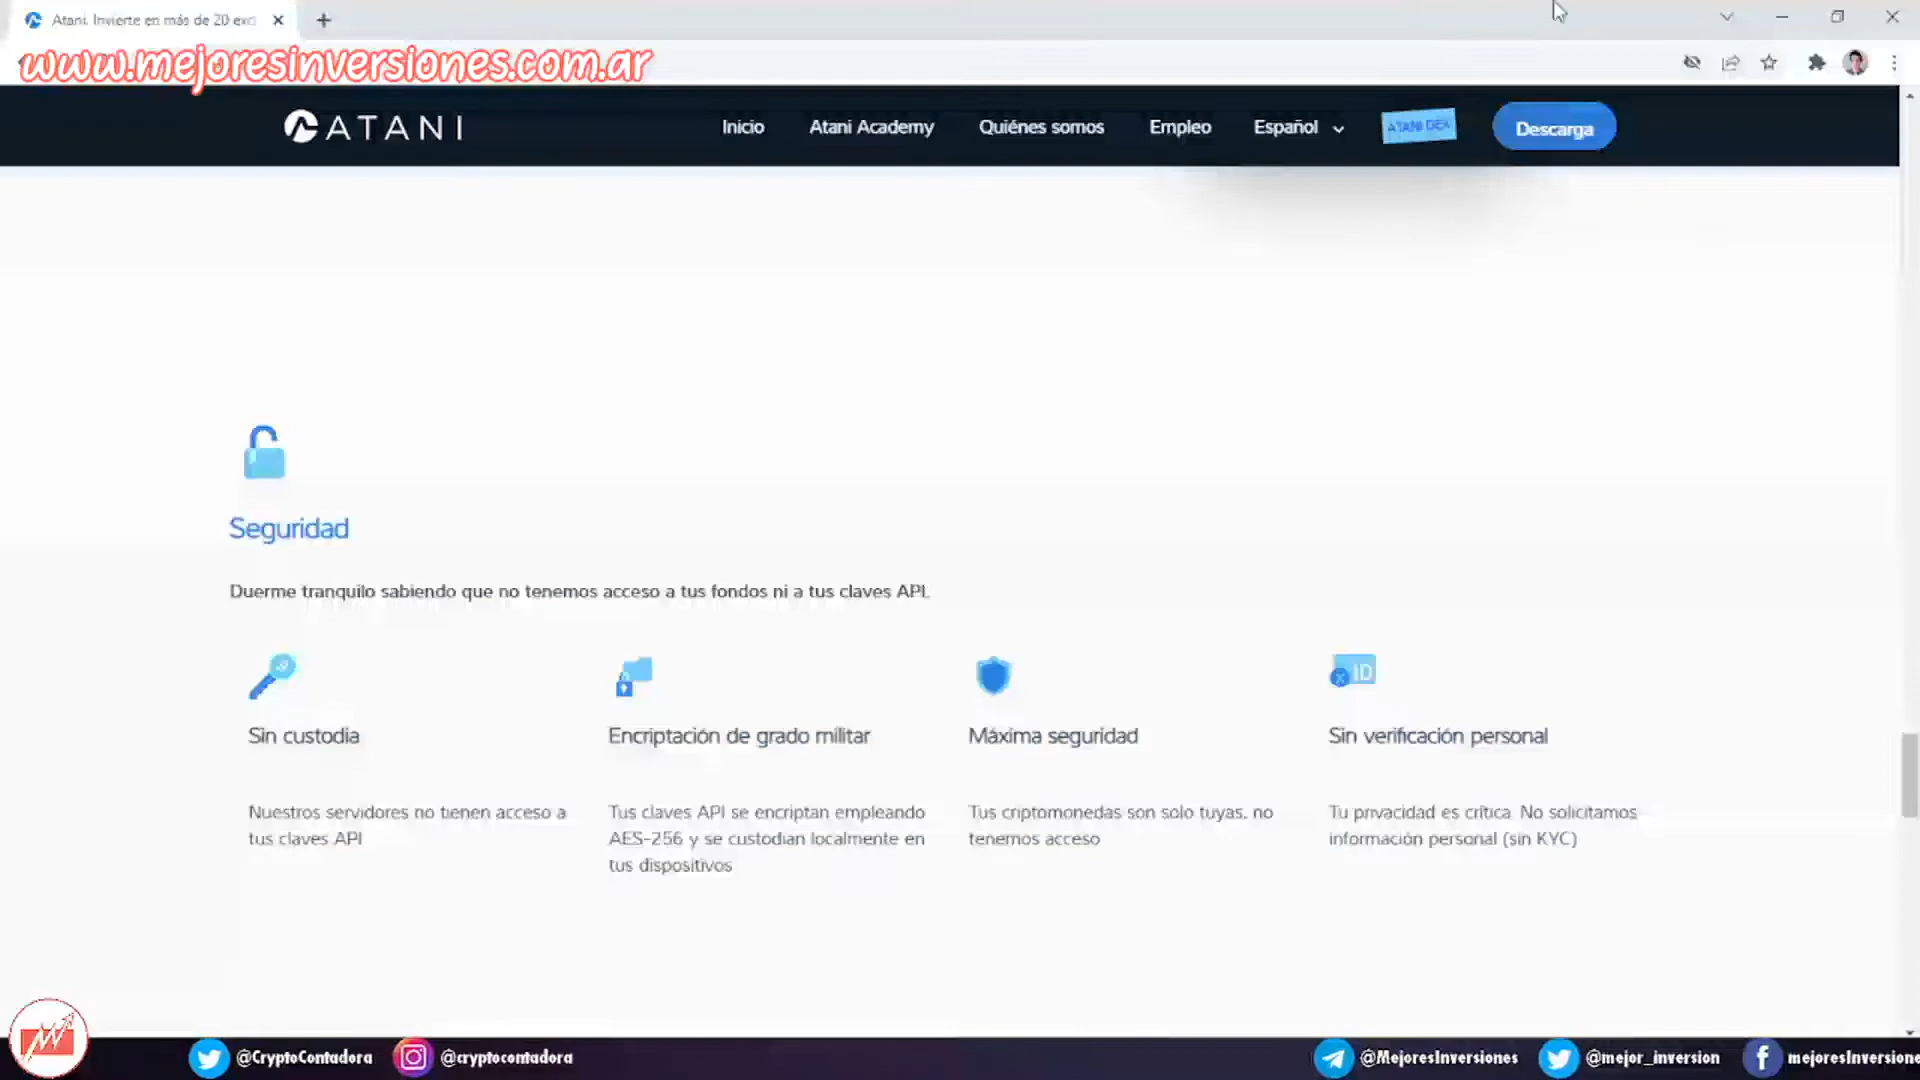 Atani. Invierte en más de 20 exc
www.mejoresinversiones.com.ar
ATANI
Inicio
Atani Academy
Quiénes somos
Empleo
Español
ATANI DEX
Descarga
Seguridad
Duerme tranquilo sabiendo que no tenemos acceso a tus fondos ni a tus claves API.
Sin custodia
Nuestros servidores no tienen acceso a
tus claves API
Encriptación de grado militar
Tus claves API se encriptan empleando
AES-256 y se custodian localmente en
tus dispositivos
Máxima seguridad
Tus criptomonedas son solo tuyas, no
tenemos acceso
ID
Sin verificación personal
Tu privacidad es crítica. No solicitamos
información personal (sin KYC)
@CryptoContadora
@cryptocontadora
@MejoresInversiones
@mejor_inversion
mejoresInversione